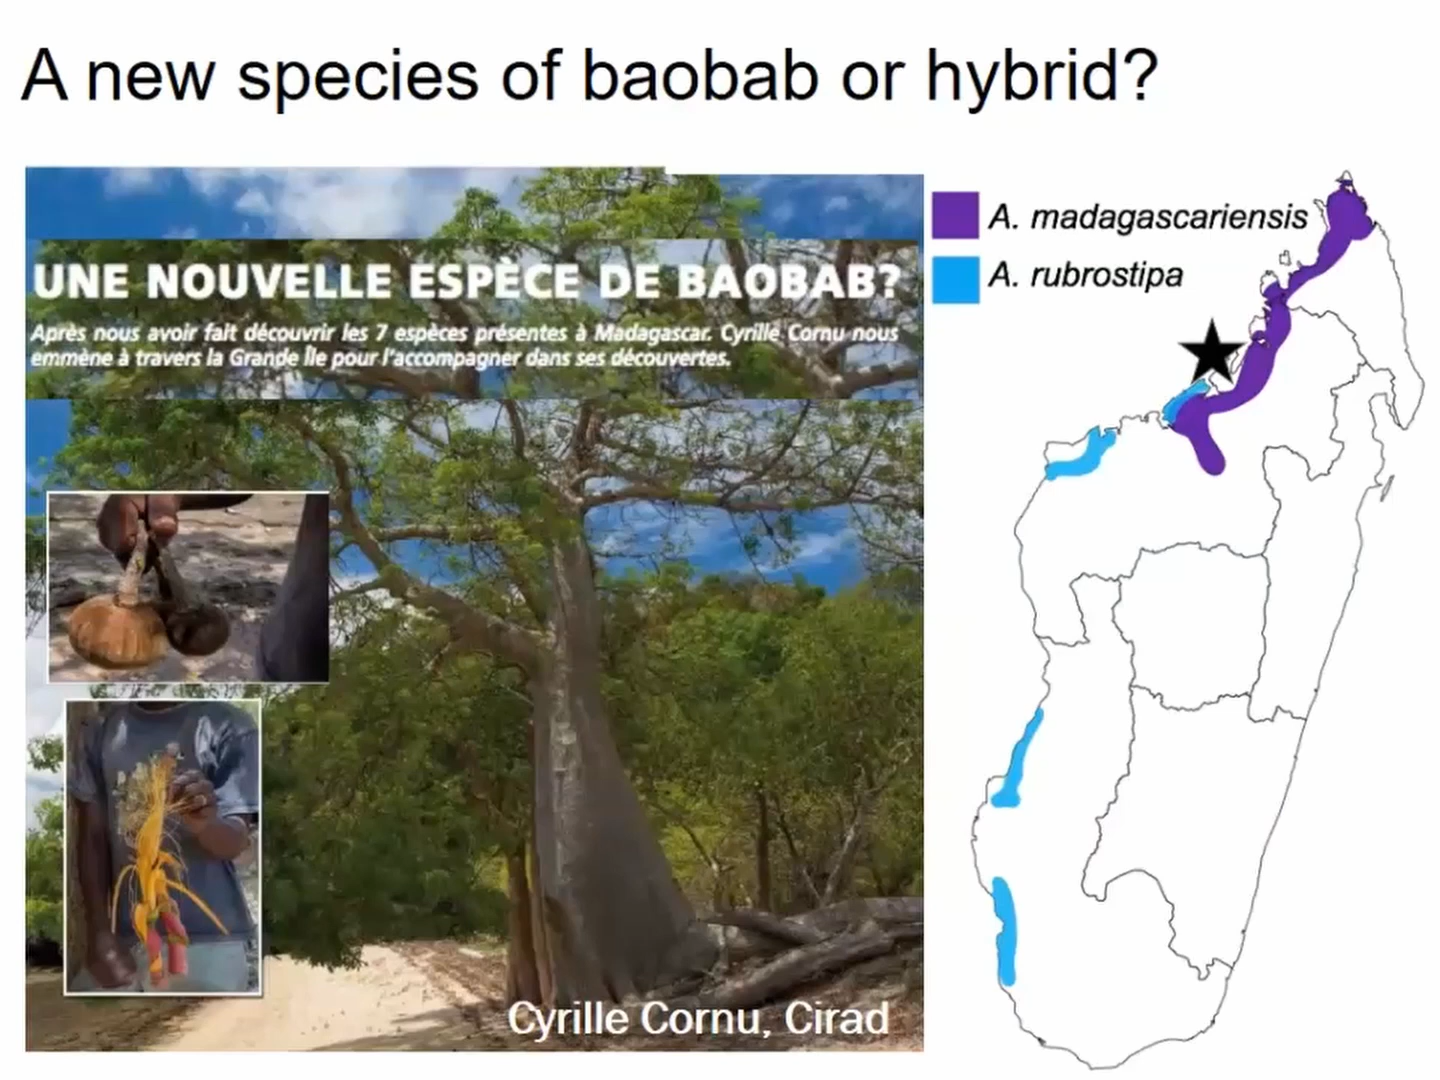 A new species of baobab or hybrid?
UNE NOUVELLE ESPÈCE DE BAOBAB?
Après nous avoir fait découvrir les 7 espèces présentes à Madagascar. Cyrille Cornu nous
emmène à travers la Grande Île pour l'accompagner dans ses découvertes.
A. madagascariensis
A. rubrostipa
Cyrille Cornu, Cirad